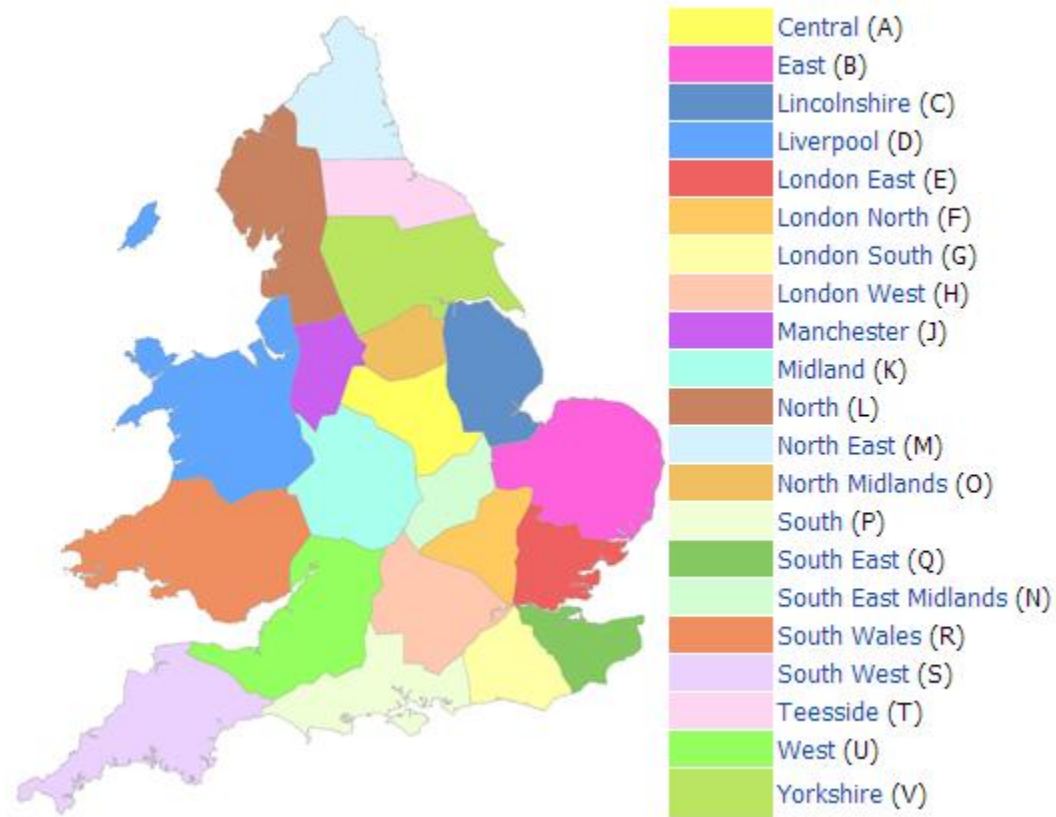 Central (A)
East (B)
Lincolnshire (C)
Liverpool (D)
London East (E)
London North (F)
London South (G)
London West (H)
Manchester (J)
Midland (K)
North (L)
North East (M)
North Midlands (O)
South (P)
South East (Q)
South East Midlands (N)
South Wales (R)
South West (S)
Teesside (T)
West (U)
Yorkshire (V)